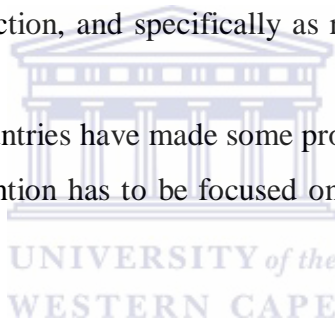 ction, and specifically as
untries have made some pro
ntion has to be focused on
UNIVERSITY of the
WESTERN CAPE